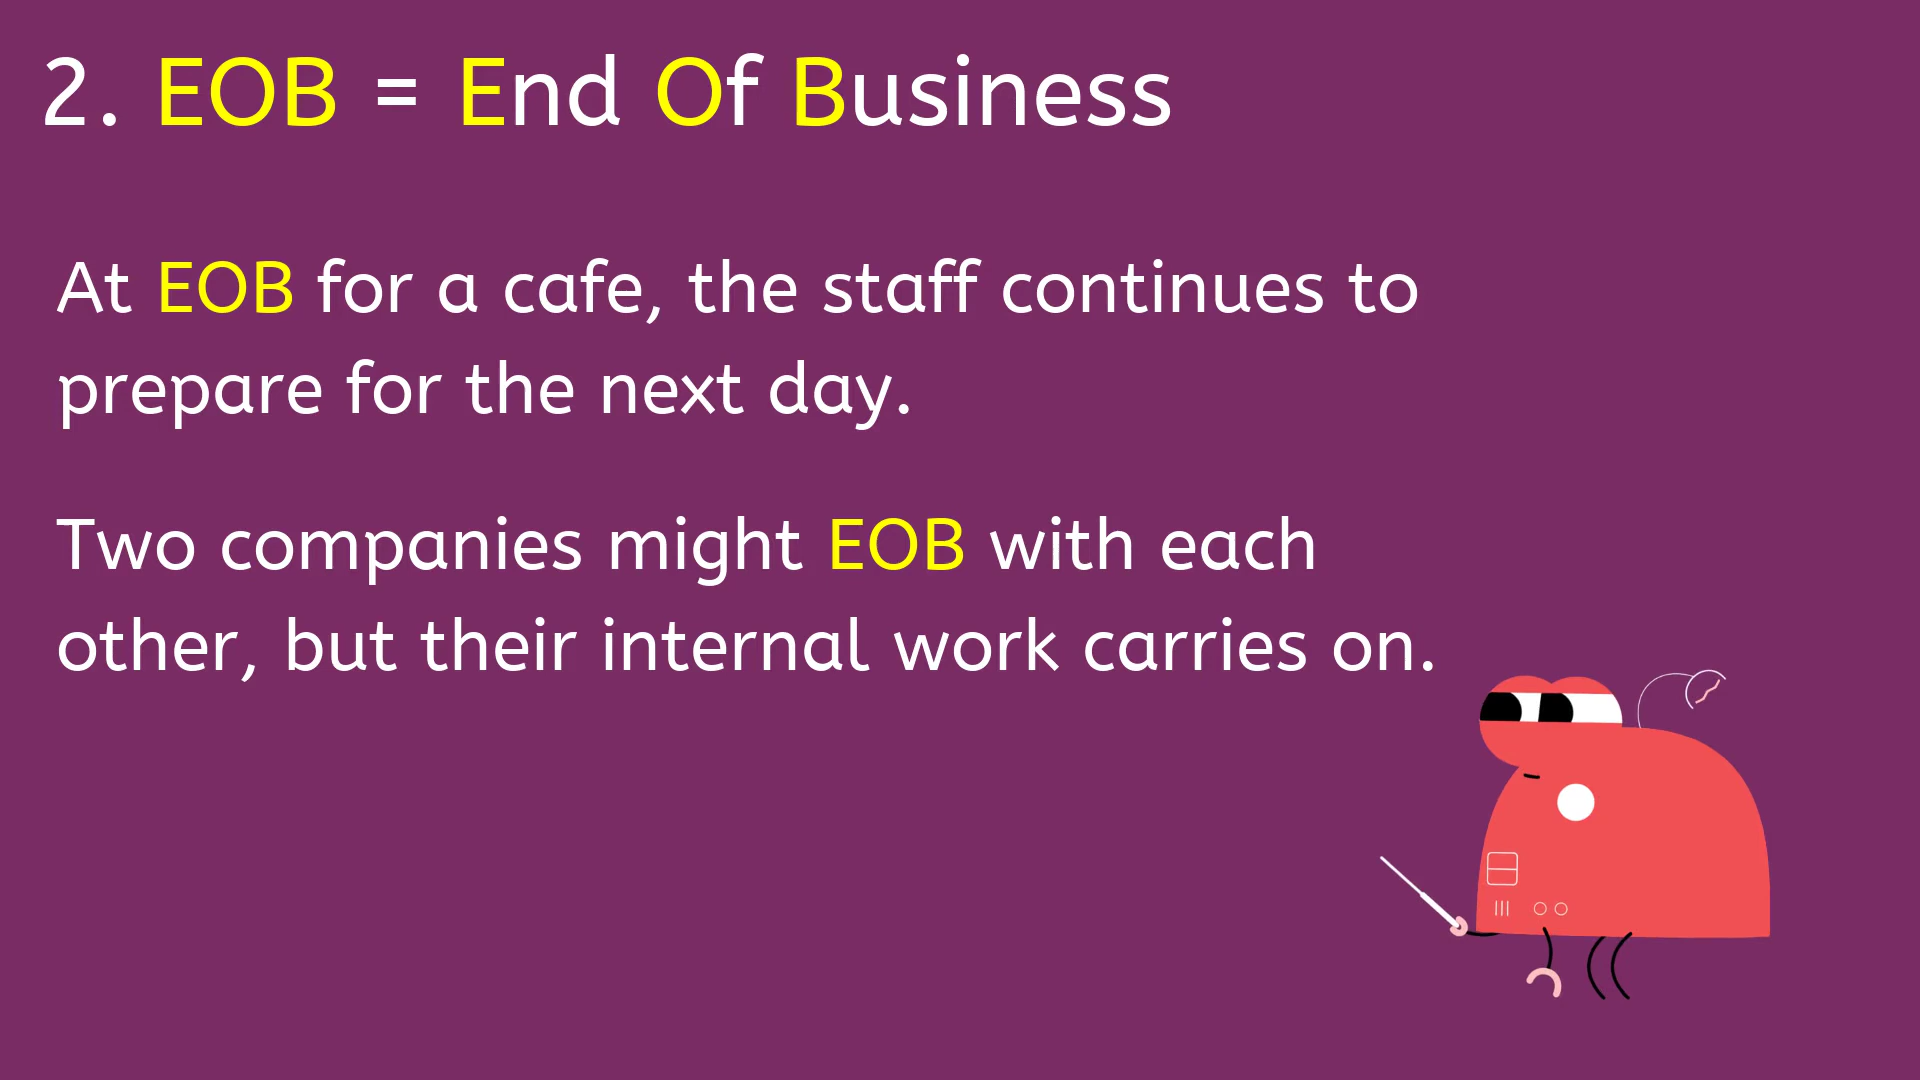 2. EOB = End Of Business
At EOB for a cafe, the staff continues to
prepare for the next day.
Two companies might EOB with each
other, but their internal work carries on.